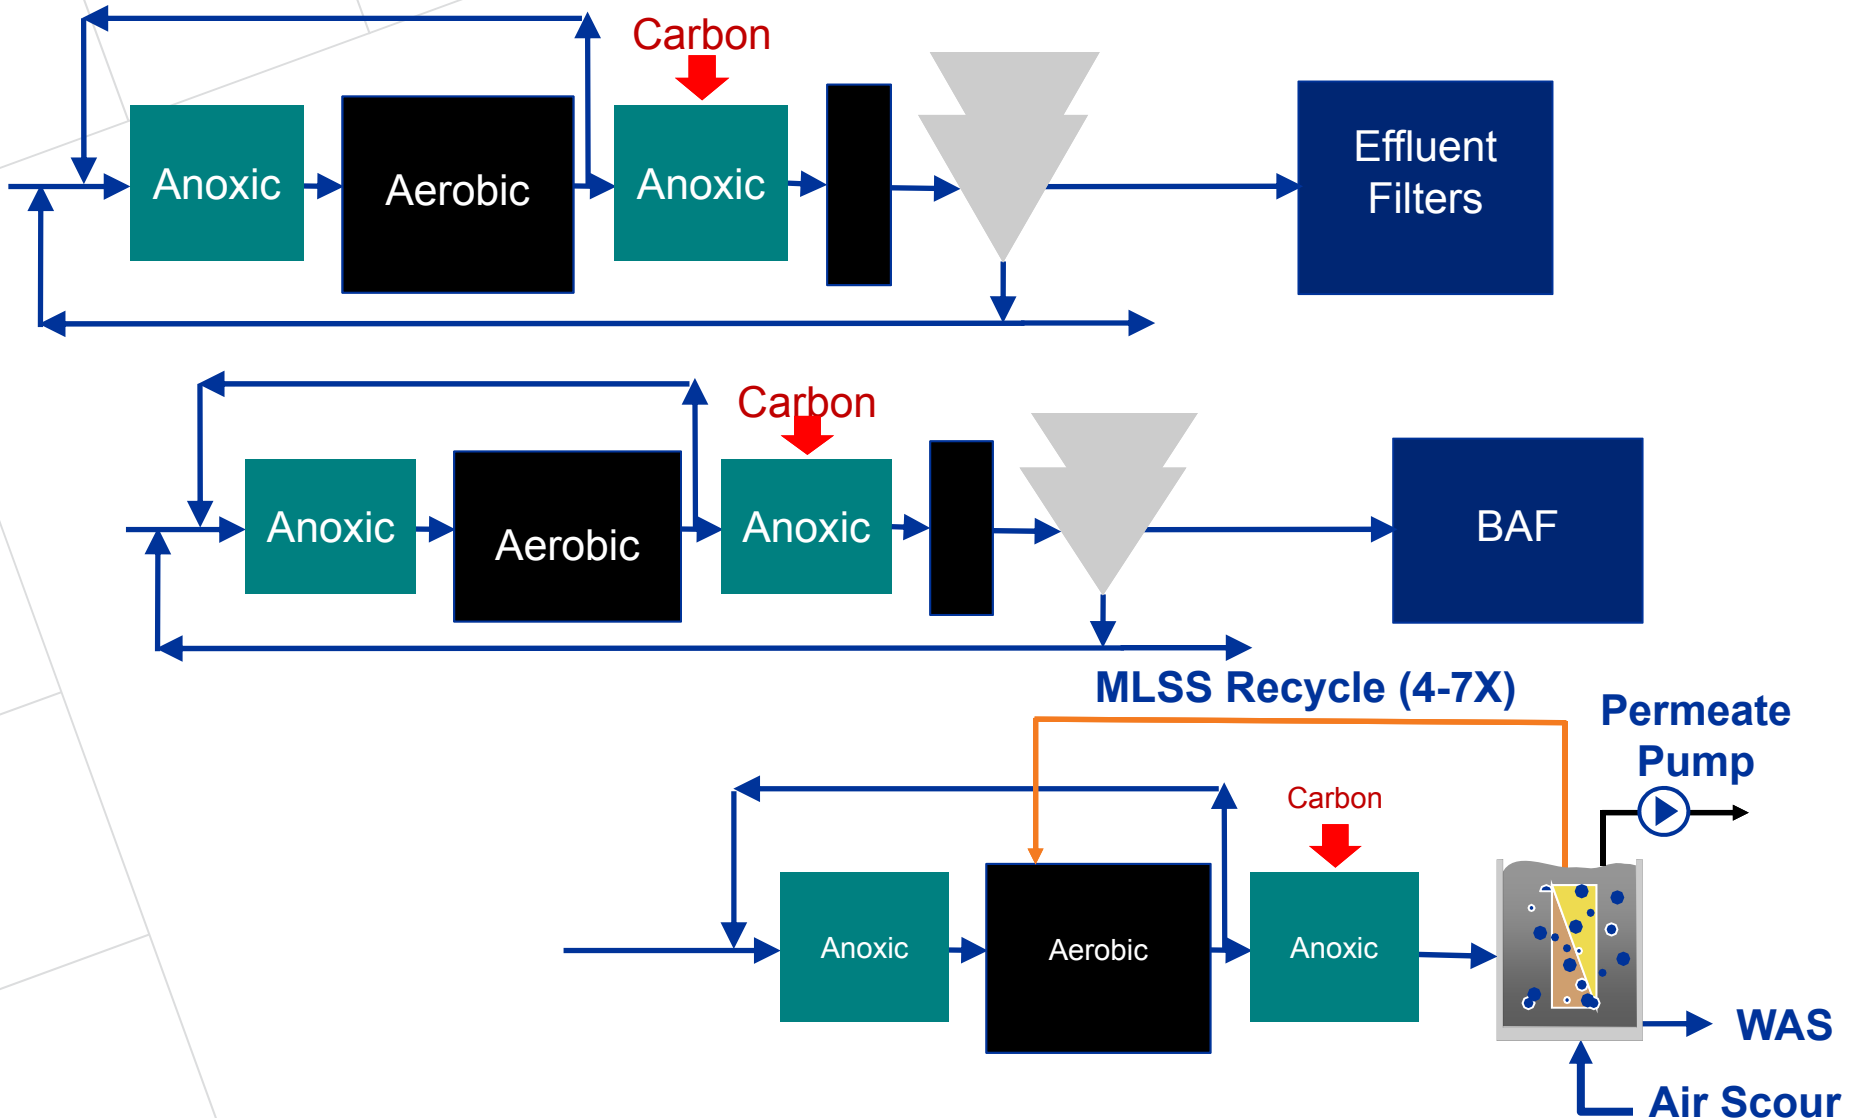 Carbon
Anoxic
Aerobic
Anoxic
Effluent
Filters
Carbon
Anoxic
Aerobic
Anoxic
BAF
MLSS Recycle (4-7X)
Permeate
Pump
Carbon
Anoxic
Aerobic
Anoxic
WAS
Air Scour